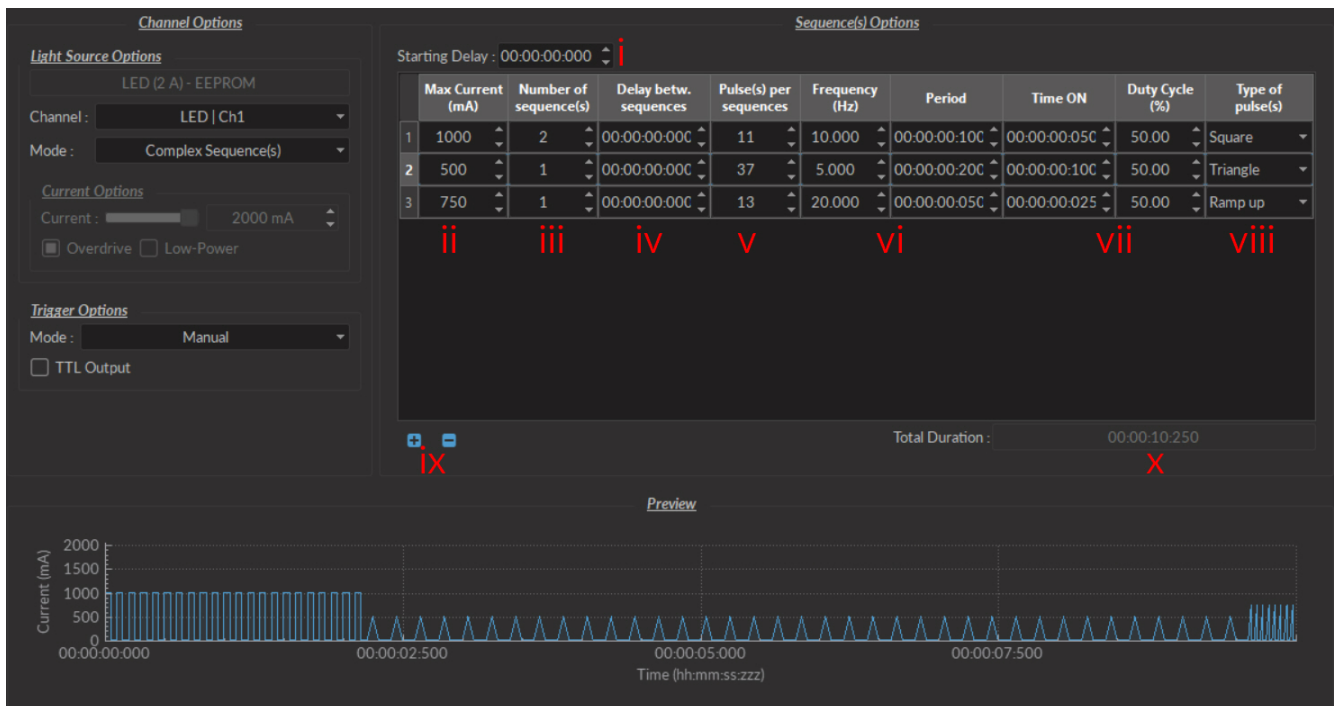 Channel Options
Light Source Options
LED (2 A) - EEPROM
Channel : LED | Ch1
Mode : Complex Sequence(s)
Current Options
Current : 2000 mA
Overdrive Low-Power
Trigger Options
Mode : Manual
TTL Output
Sequence(s) Options
Starting Delay : 00:00:00:000 i
Max Current (mA) Number of sequence(s) Delay betw. sequences Pulse(s) per sequences Frequency (Hz) Period Time ON Duty Cycle (%) Type of pulse(s)
1 1000 2 00:00:00:000 11 10.000 00:00:00:100 00:00:00:050 50.00 Square
2 500 1 00:00:00:000 37 5.000 00:00:00:200 00:00:00:100 50.00 Triangle
3 750 1 00:00:00:000 13 20.000 00:00:00:050 00:00:00:025 50.00 Ramp up
ii iii iv v vi vii viii
Total Duration : 00:00:10:250
ix x
Preview
2000
1500
1000
500
0
Current (mA)
00:00:00:000 00:00:02:500 00:00:05:000 00:00:07:500
Time (hh:mm:ss:zzz)